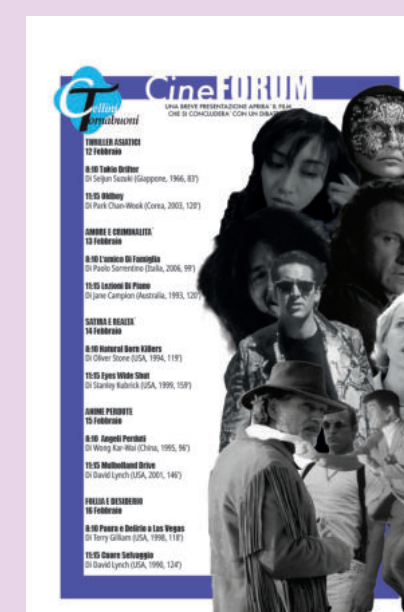 Cellini
Tornabuoni
CineFORUM
UNA BREVE PRESENTAZIONE APRIRA' IL FILM
CHE SI CONCLUDERA' CON UN DIBAT
THRILLER ASIATICI
12 Febbraio
8:10 Tokio Drifter
Di Seijun Suzuki (Giappone, 1966, 83')
11:15 Oldboy
Di Park Chan-Wook (Corea, 2003, 120')
AMORE E CRIMINALITA'
13 Febbraio
8:10 L'amico Di Famiglia
Di Paolo Sorrentino (Italia, 2006, 99')
11:15 Lezioni Di Piano
Di Jane Campion (Australia, 1993, 120')
SATIRA E REALTA'
14 Febbraio
8:10 Natural Born Killers
Di Oliver Stone (USA, 1994, 119')
11:15 Eyes Wide Shut
Di Stanley Kubrick (USA, 1999, 159')
ANIME PERDUTE
15 Febbraio
8:10 Angeli Perduti
Di Wong Kar-Wai (China, 1995, 96')
11:15 Mulholland Drive
Di David Lynch (USA, 2001, 146')
FOLLIA E DESIDERIO
16 Febbraio
8:10 Paura e Delirio a Las Vegas
Di Terry Gilliam (USA, 1998, 118')
11:15 Cuore Selvaggio
Di David Lynch (USA, 1990, 124')